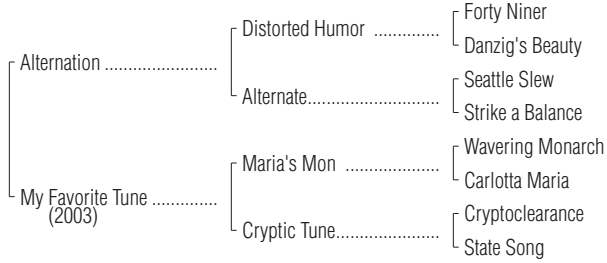 Forty Niner
Distorted Humor ..............
Danzig's Beauty
Alternation ........................
Seattle Slew
Alternate............................
Strike a Balance
Wavering Monarch
Maria's Mon ....................
Carlotta Maria
My Favorite Tune ..............
(2003)
Cryptoclearance
Cryptic Tune......................
State Song